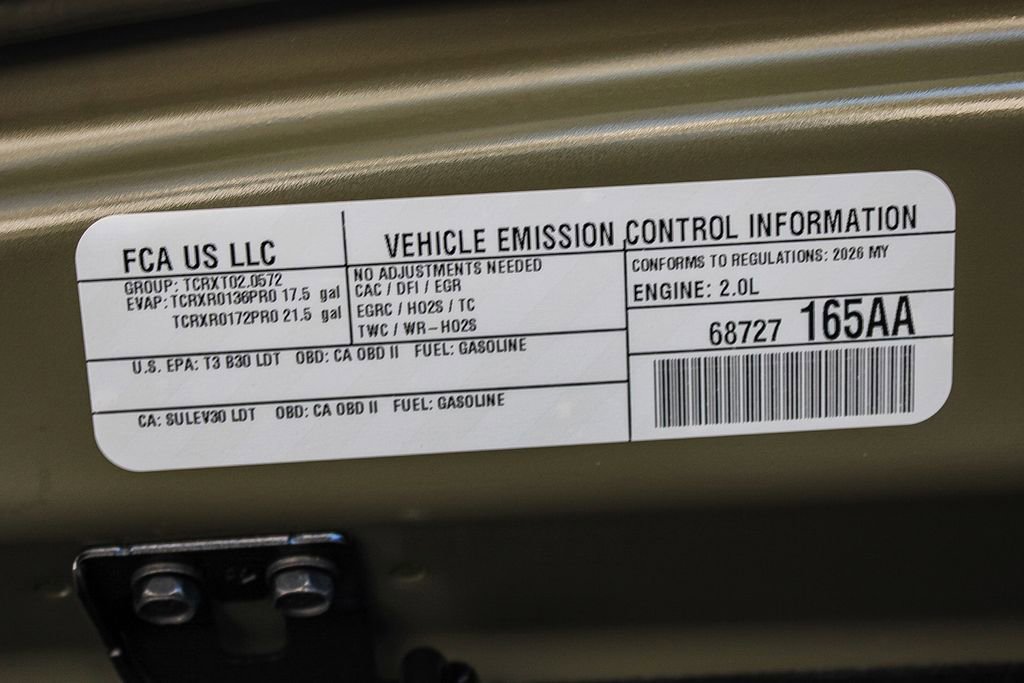 FCA US LLC
VEHICLE EMISSION CONTROL INFORMATION
GROUP: TCRXT02.0572
EVAP: TCRXR0136PR0 17.5 gal
TCRXR0172PR0 21.5 gal
NO ADJUSTMENTS NEEDED
CAC / DFI / EGR
EGRC / HO2S / TC
TWC / WR-HO2S
CONFORMS TO REGULATIONS: 2026 MY
ENGINE: 2.0L
68727 165AA
U.S. EPA: T3 B30 LDT OBD: CA OBD II FUEL: GASOLINE
CA: SULEV30 LDT OBD: CA OBD II FUEL: GASOLINE